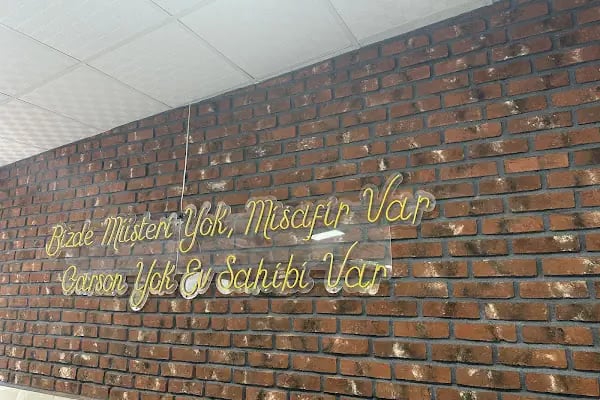 Bizde Müşteri Yok, Misafir Var
Garson Yok Ev Sahibi Var